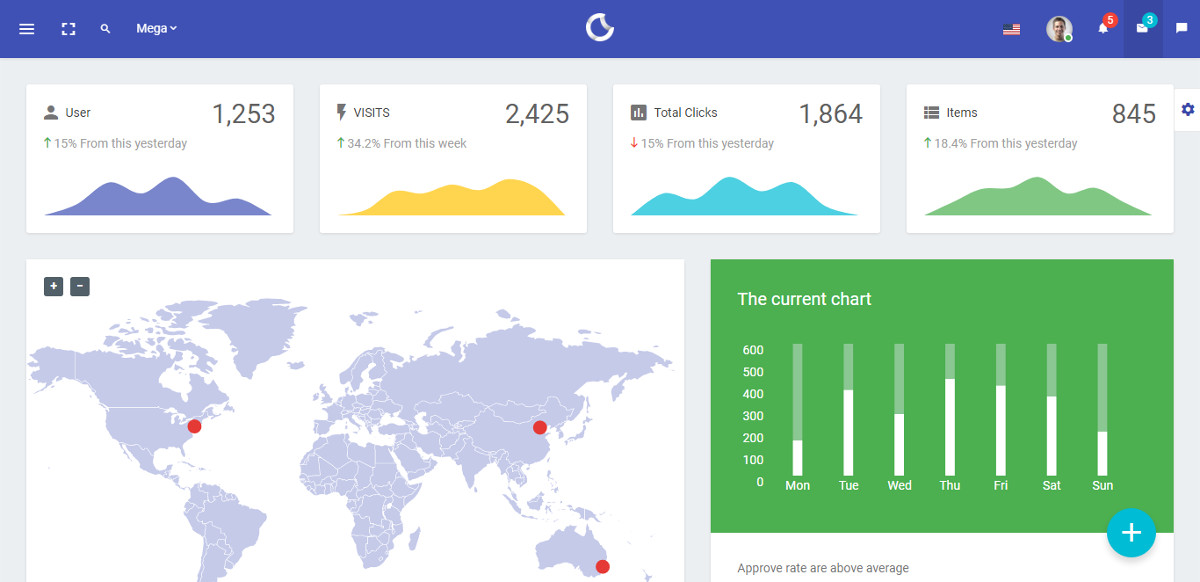 Mega
5
3
User
1,253
15% From this yesterday
VISITS
2,425
34.2% From this week
Total Clicks
1,864
15% From this yesterday
Items
845
18.4% From this yesterday
+
−
The current chart
600
500
400
300
200
100
0
Mon Tue Wed Thu Fri Sat Sun
+
Approve rate are above average